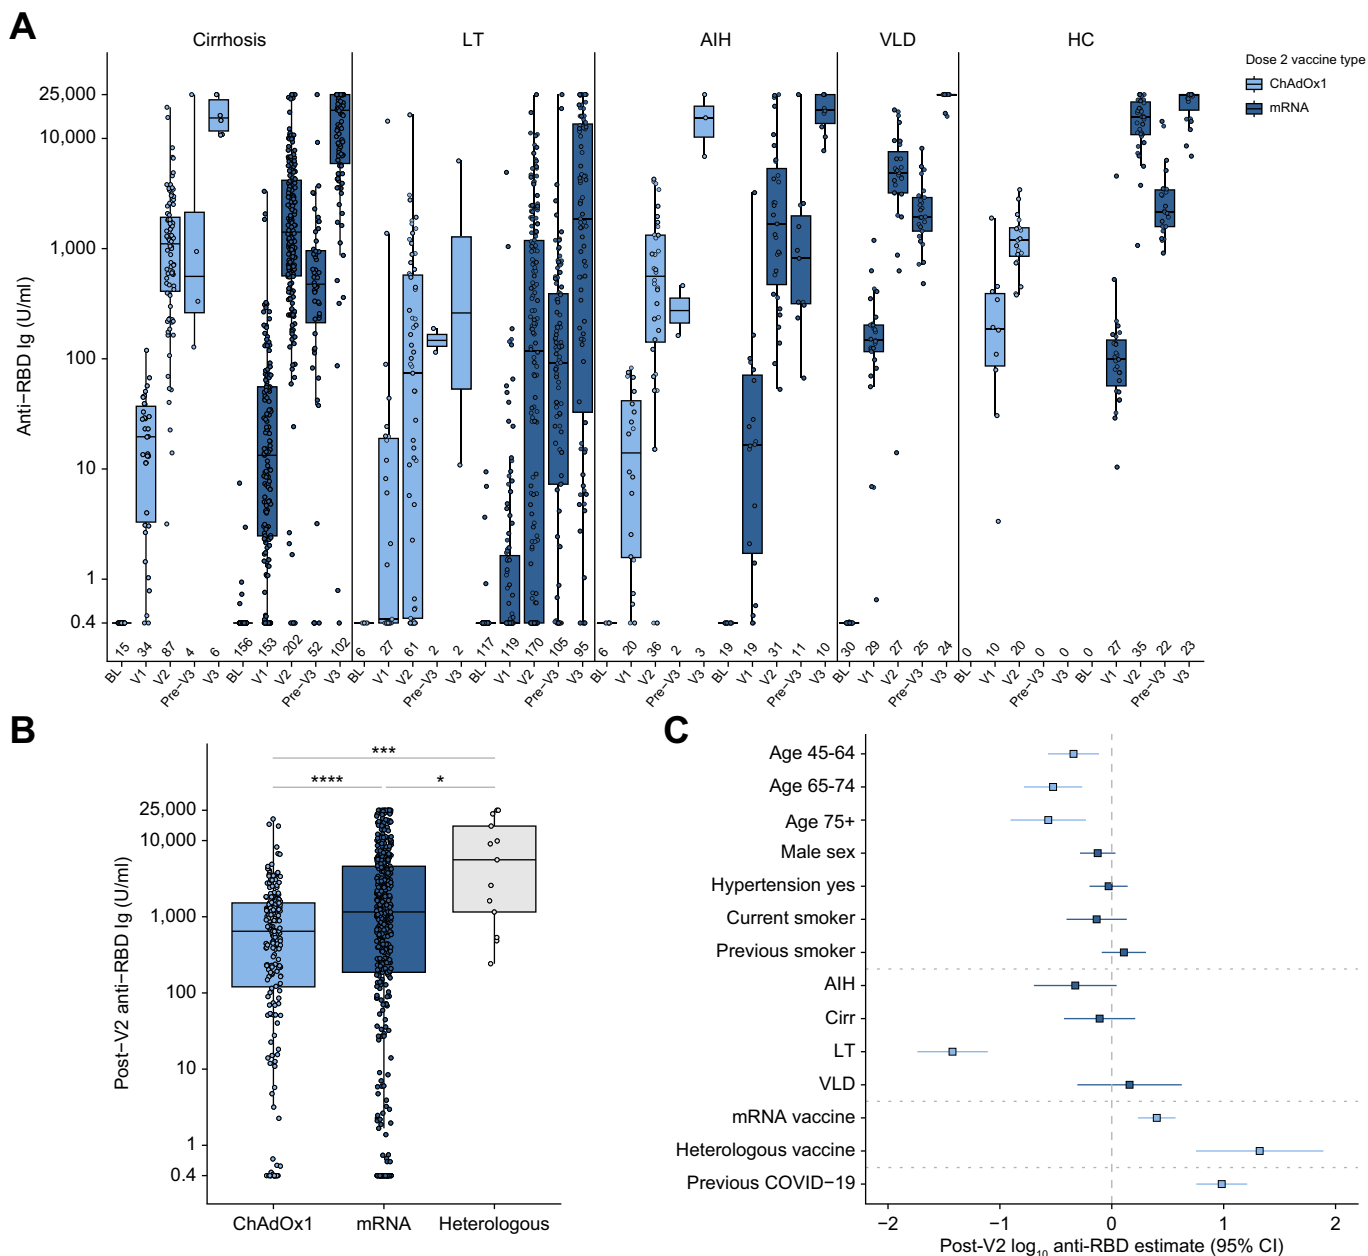 A
Cirrhosis LT AIH VLD HC
Dose 2 vaccine type
ChAdOx1
mRNA
Anti−RBD Ig (U/ml)
25,000
10,000
1,000
100
10
1
0.4
15 34 87 4 6 156 153 202 52 102 6 27 61 2 2 117 119 170 105 95 6 20 36 2 3 19 19 31 11 10 30 29 27 25 24 0 10 20 0 0 0 27 35 22 23
BL V1 V2 Pre−V3 V3 BL V1 V2 Pre−V3 V3 BL V1 V2 Pre−V3 V3 BL V1 V2 Pre−V3 V3 BL V1 V2 Pre−V3 V3 BL V1 V2 Pre−V3 V3 BL V1 V2 Pre−V3 V3 BL V1 V2 Pre−V3 V3 BL V1 V2 Pre−V3 V3
B
Post−V2 anti−RBD Ig (U/ml)
***
**** *
25,000
10,000
1,000
100
10
1
0.4
ChAdOx1 mRNA Heterologous
C
Age 45-64
Age 65-74
Age 75+
Male sex
Hypertension yes
Current smoker
Previous smoker
AIH
Cirr
LT
VLD
mRNA vaccine
Heterologous vaccine
Previous COVID−19
−2 −1 0 1 2
Post-V2 log10 anti-RBD estimate (95% CI)